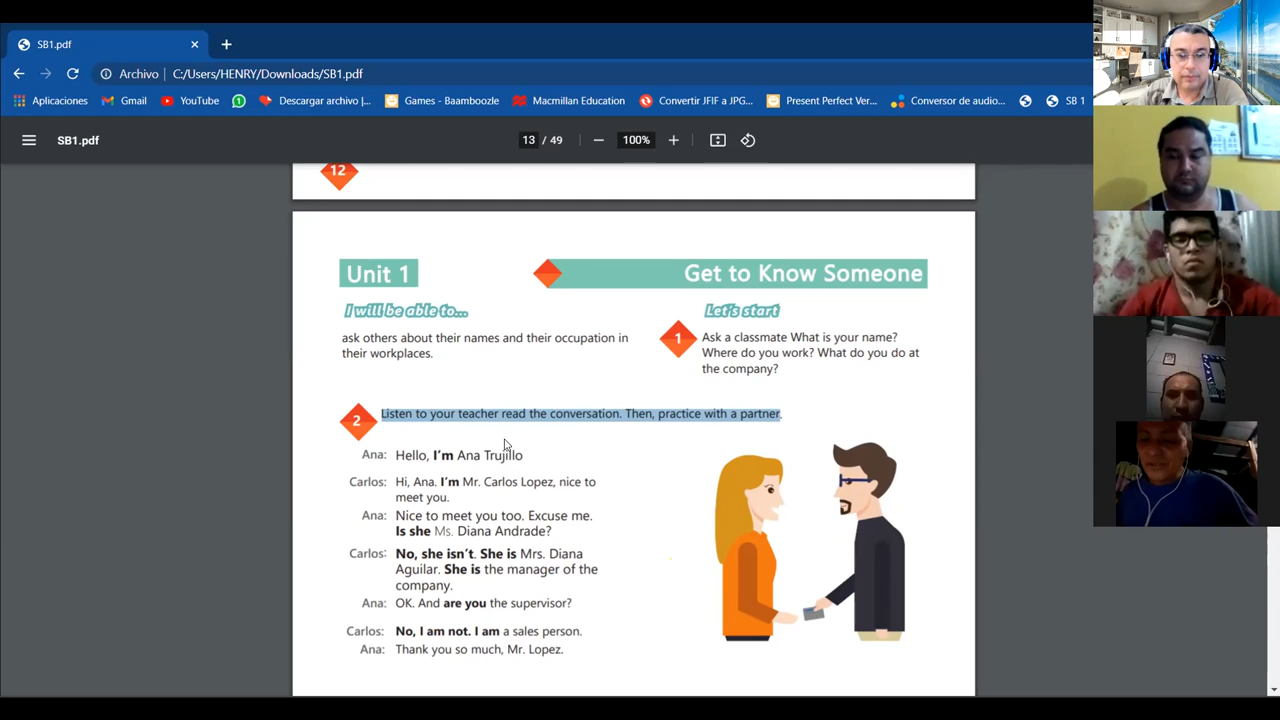 SB1.pdf
Archivo C:/Users/HENRY/Downloads/SB1.pdf
Aplicaciones Gmail YouTube Descargar archivo |... Games - Baamboozle Macmillan Education Convertir JFIF a JPG... Present Perfect Ver... Conversor de audio... SB 1
SB1.pdf 13 / 49 100%
12
Unit 1 Get to Know Someone
I will be able to...
ask others about their names and their occupation in
their workplaces.
Let's start
1 Ask a classmate What is your name?
Where do you work? What do you do at
the company?
2 Listen to your teacher read the conversation. Then, practice with a partner.
Ana: Hello, I'm Ana Trujillo
Carlos: Hi, Ana. I'm Mr. Carlos Lopez, nice to
meet you.
Ana: Nice to meet you too. Excuse me.
Is she Ms. Diana Andrade?
Carlos: No, she isn't. She is Mrs. Diana
Aguilar. She is the manager of the
company.
Ana: OK. And are you the supervisor?
Carlos: No, I am not. I am a sales person.
Ana: Thank you so much, Mr. Lopez.